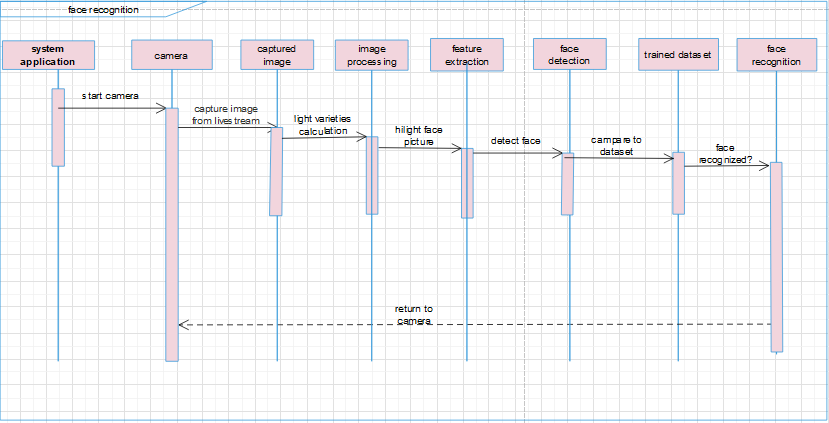 face recognition
system
application
camera
captured
image
image
processing
feature
extraction
face
detection
trained dataset
face
recognition
start camera
capture image
from livestream
light varieties
calculation
hilight face
picture
detect face
campare to
dataset
face
recognized?
return to
camera